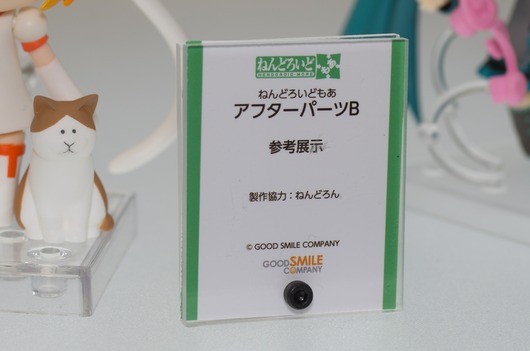 ねんどろいど
NENDOROID MORE
ねんどろいどもあ
アフターパーツB
参考展示
製作協力：ねんどろん
© GOOD SMILE COMPANY
GOOD SMILE
COMPANY